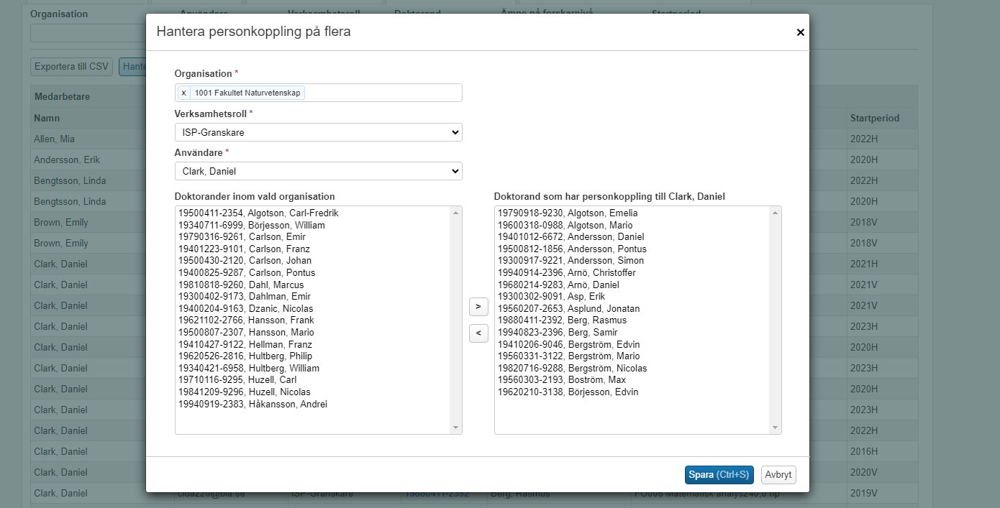 Organisation
Användare
Verksamhetsroll
Doktorand
Ämne på forskarnivå
Startperiod
Hantera personkoppling på flera
×
Exportera till CSV
Hante
Organisation *
× 1001 Fakultet Naturvetenskap
Verksamhetsroll *
ISP-Granskare
Användare *
Clark, Daniel
Doktorander inom vald organisation
19500411-2354, Algotson, Carl-Fredrik
19340711-6999, Börjesson, William
19790316-9261, Carlson, Emir
19401223-9101, Carlson, Franz
19500430-2120, Carlson, Johan
19400825-9287, Carlson, Pontus
19810818-9260, Dahl, Marcus
19300402-9173, Dahlman, Emir
19400204-9163, Dzanic, Nicolas
19621102-2766, Hansson, Frank
19500807-2307, Hansson, Mario
19410427-9122, Hellman, Franz
19620526-2816, Hultberg, Philip
19340421-6958, Hultberg, William
19710116-9295, Huzell, Carl
19841209-9296, Huzell, Nicolas
19940919-2383, Håkansson, Andrei
>
<
Doktorand som har personkoppling till Clark, Daniel
19790918-9230, Algotson, Emelia
19600318-0988, Algotson, Mario
19401012-6672, Andersson, Daniel
19500812-1856, Andersson, Pontus
19300917-9221, Andersson, Simon
19940914-2396, Arnö, Christoffer
19680214-9283, Arnö, Daniel
19300302-9091, Asp, Erik
19560207-2653, Asplund, Jonatan
19880411-2392, Berg, Rasmus
19940823-2396, Berg, Samir
19410206-9046, Bergström, Edvin
19560331-3122, Bergström, Mario
19820716-9288, Bergström, Nicolas
19560303-2193, Boström, Max
19620210-3138, Börjesson, Edvin
Spara (Ctrl+S)
Avbryt
Medarbetare
Namn
Startperiod
Allen, Mia
2022H
Andersson, Erik
2020H
Bengtsson, Linda
2022H
Bengtsson, Linda
2020H
Brown, Emily
2018V
Brown, Emily
2018V
Clark, Daniel
2021H
Clark, Daniel
2021V
Clark, Daniel
2021V
Clark, Daniel
2023H
Clark, Daniel
2020H
Clark, Daniel
2023H
Clark, Daniel
2020H
Clark, Daniel
2023H
Clark, Daniel
2022H
Clark, Daniel
2016H
Clark, Daniel
2020V
Clark, Daniel
clda220@bla.se
ISP-Granskare
19880411-2392
Berg, Rasmus
FO006 Matematisk analys240,0 hp
2019V